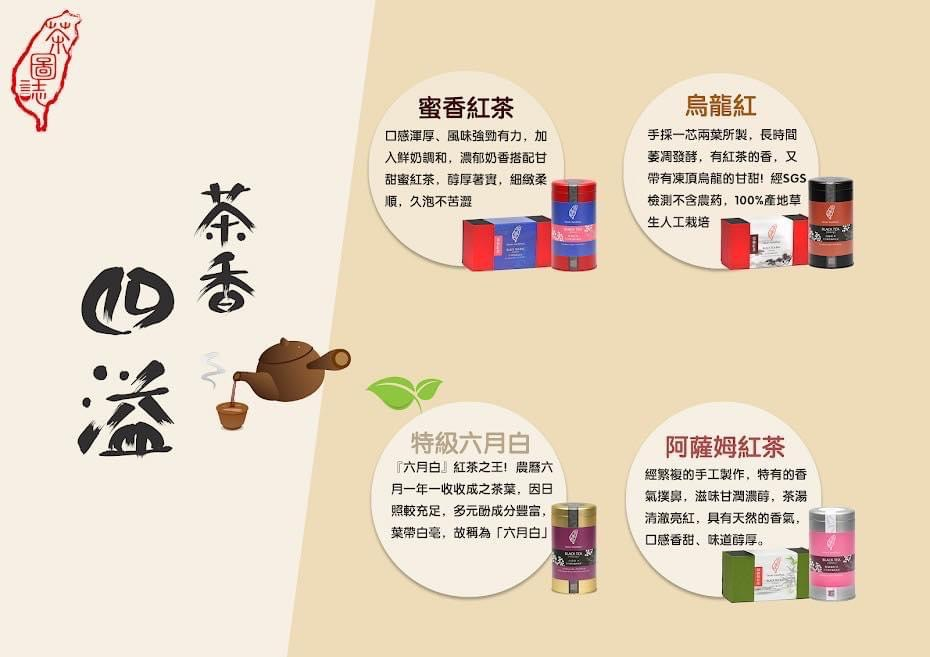 茶圖誌
茶香
四溢
蜜香紅茶
口感渾厚、風味強勁有力，加
入鮮奶調和，濃郁奶香搭配甘
甜蜜紅茶，醇厚著實，細緻柔
順，久泡不苦澀
BLACK TEA
烏龍紅
手採一芯兩葉所製，長時間
萎凋發酵，有紅茶的香，又
帶有凍頂烏龍的甘甜! 經SGS
檢測不含農药，100%產地草
生人工栽培
BLACK TEA
特級六月白
『六月白』紅茶之王! 農曆六
月一年一收收成之茶葉，因日
照較充足，多元酚成分豐富，
葉帶白毫，故稱為「六月白」
BLACK TEA
阿薩姆紅茶
經繁複的手工製作，特有的香
氣撲鼻，滋味甘潤濃醇，茶湯
清澈亮紅，具有天然的香氣，
口感香甜、味道醇厚。
BLACK TEA